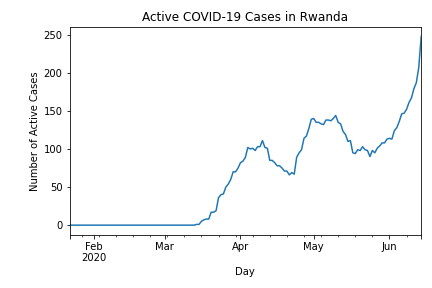 Active COVID-19 Cases in Rwanda
250
200
150
100
50
0
Number of Active Cases
Feb Mar Apr May Jun
2020
Day